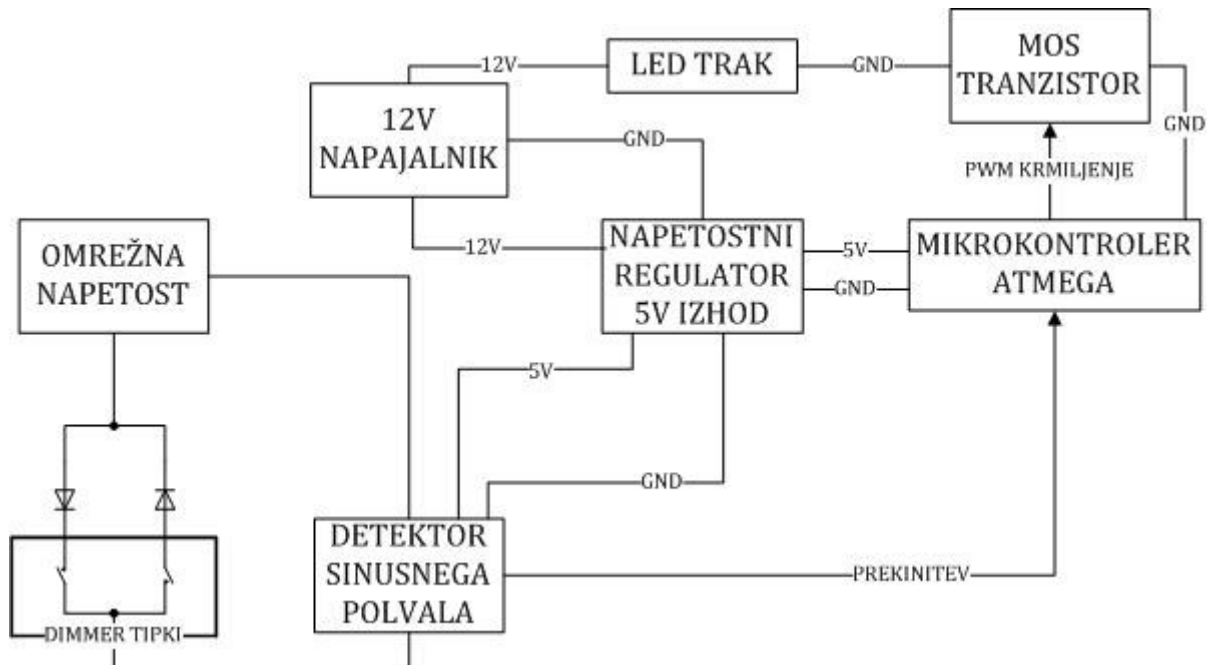 12V
LED TRAK
GND
MOS
TRANZISTOR
12V
NAPAJALNIK
GND
GND
PWM KRMILJENJE
OMREŽNA
NAPETOST
12V
NAPETOSTNI
REGULATOR
5V IZHOD
5V
GND
MIKROKONTROLER
ATMEGA
5V
GND
DETEKTOR
SINUSNEGA
POLVALA
PREKINITEV
DIMMER TIPKI